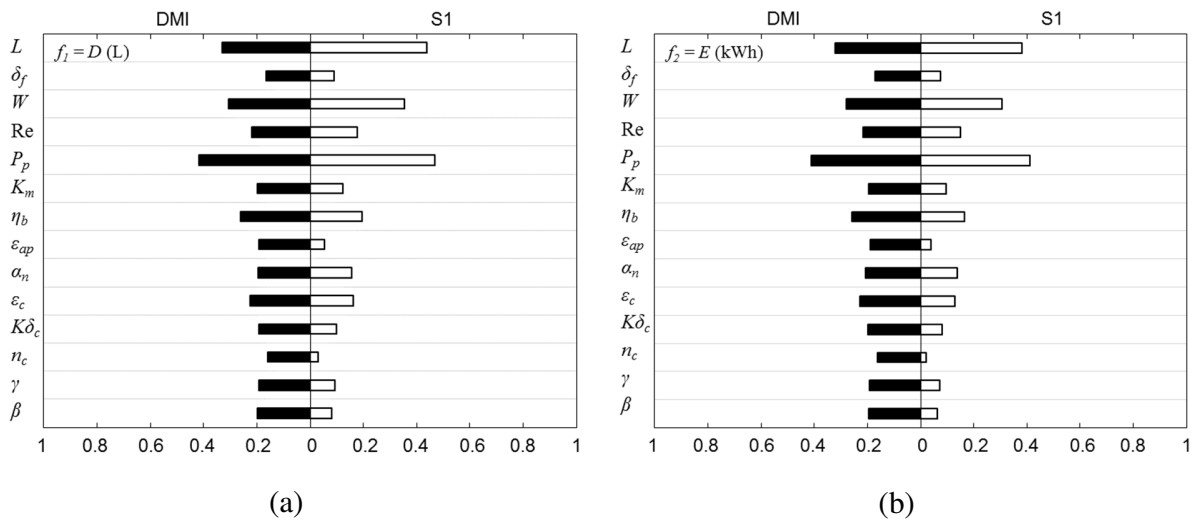 DMI S1
f₁ = D (L)
L
δf
W
Re
Pp
Km
ηb
εap
αn
εc
Kδc
nc
γ
β
1 0.8 0.6 0.4 0.2 0 0.2 0.4 0.6 0.8 1
(a)
DMI S1
f₂ = E (kWh)
L
δf
W
Re
Pp
Km
ηb
εap
αn
εc
Kδc
nc
γ
β
1 0.8 0.6 0.4 0.2 0 0.2 0.4 0.6 0.8 1
(b)